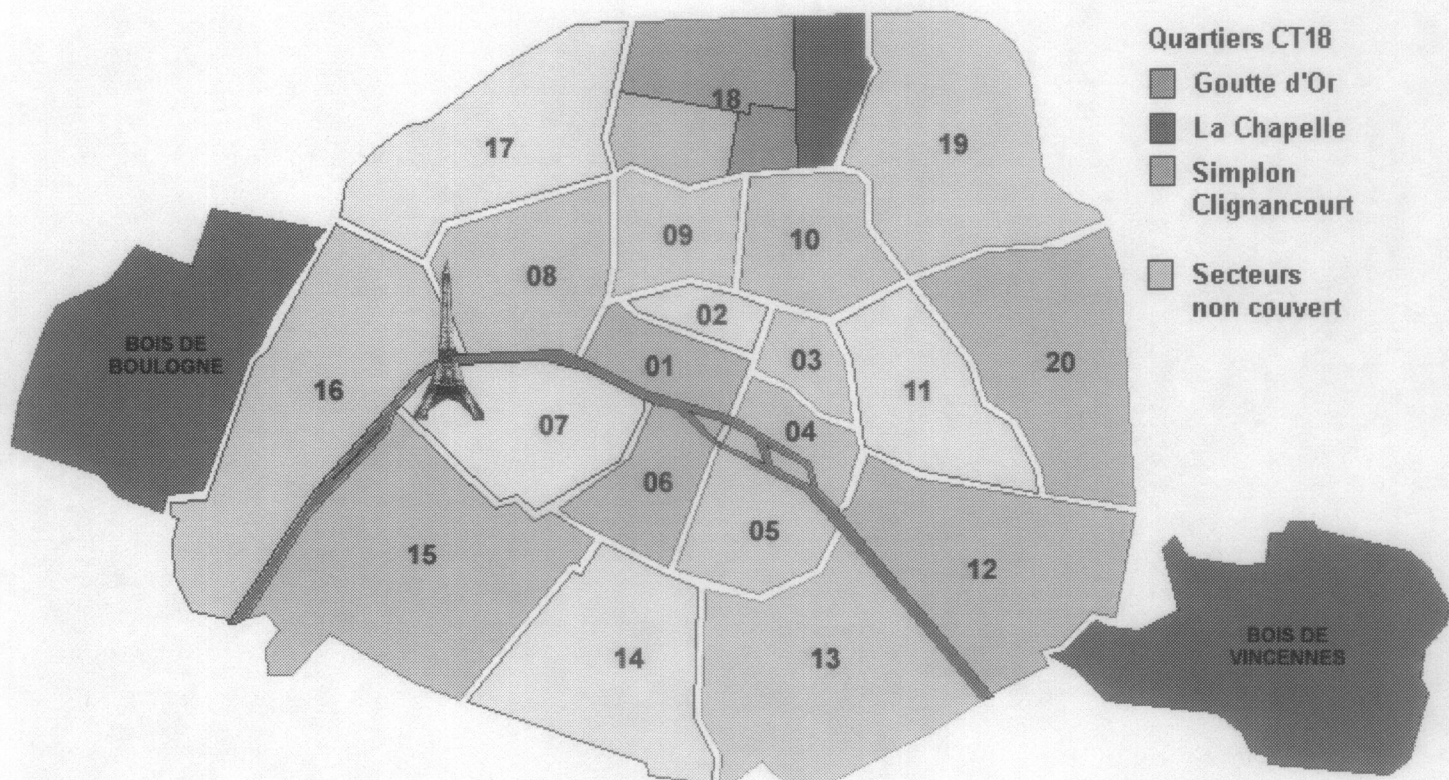 Quartiers CT18
Goutte d'Or
La Chapelle
Simplon
Clignancourt
Secteurs
non couvert
18
17
19
09
10
08
02
BOIS DE
BOULOGNE
16
01
03
11
20
07
04
06
05
15
12
14
13
BOIS DE
VINCENNES